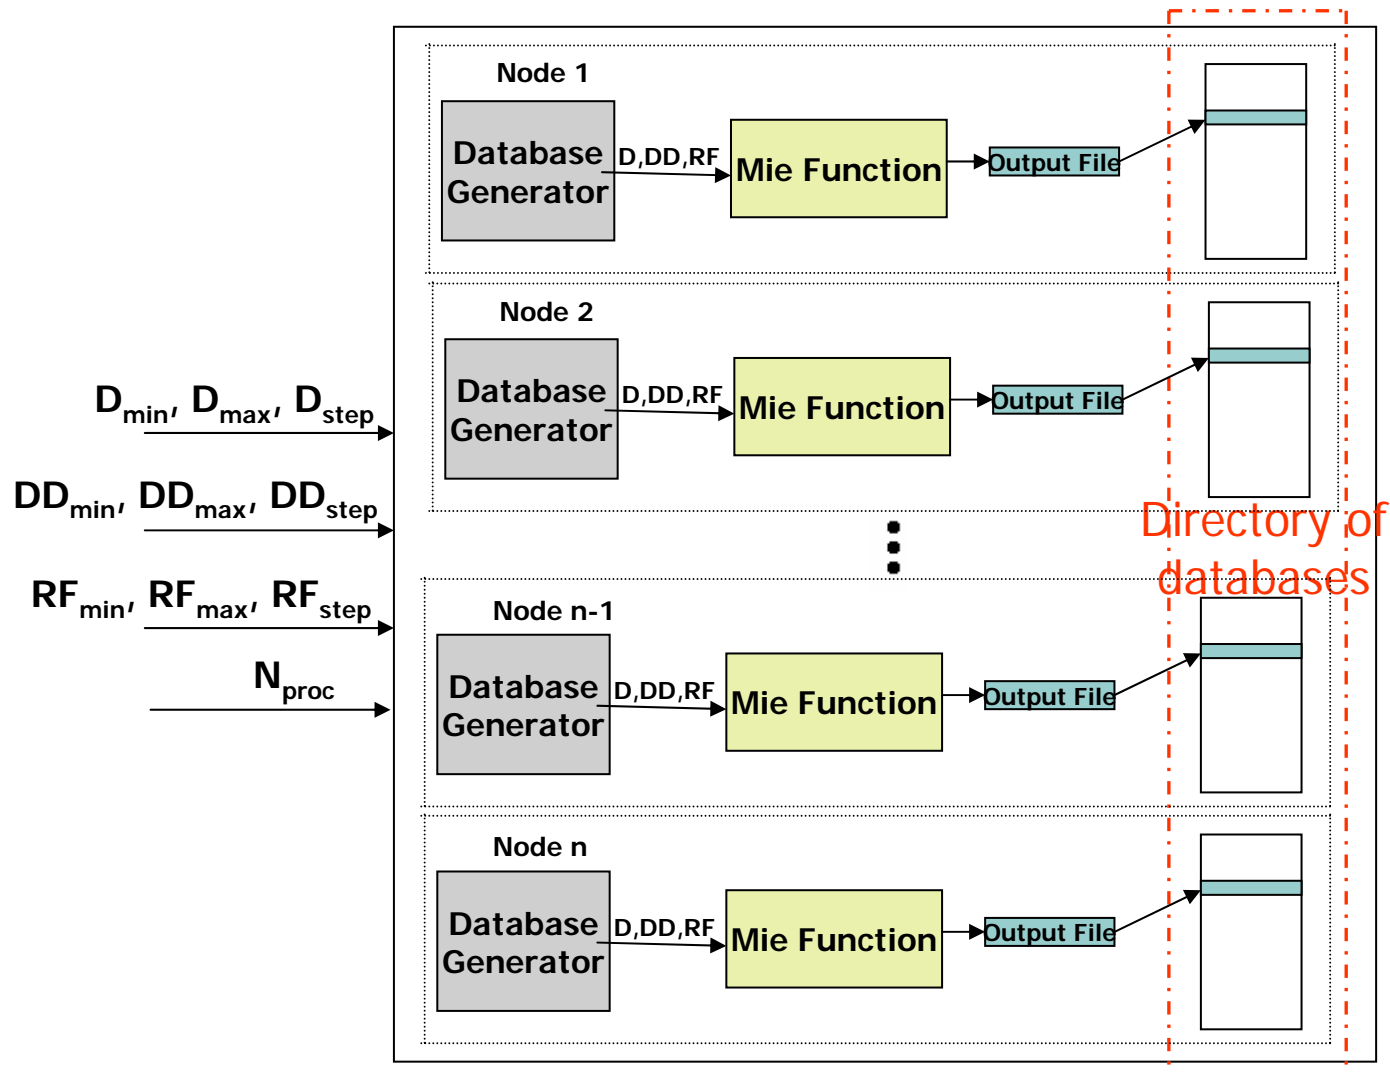 Node 1
Database
Generator
D,DD,RF
Mie Function
Output File
Node 2
Database
Generator
D,DD,RF
Mie Function
Output File
Dmin, Dmax, Dstep
DDmin, DDmax, DDstep
RFmin, RFmax, RFstep
Nproc
Directory of
databases
Node n-1
Database
Generator
D,DD,RF
Mie Function
Output File
Node n
Database
Generator
D,DD,RF
Mie Function
Output File